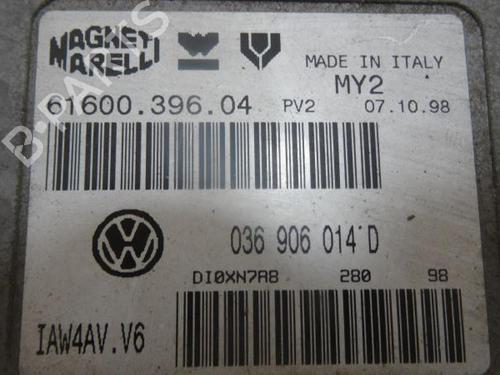 MAGNETI
MARELLI
MADE IN ITALY
MY2
61600.396.04 PV2 07.10.98
036 906 014 D
DI0XN7A8 280 98
IAW4AV.V6
B-PARTS